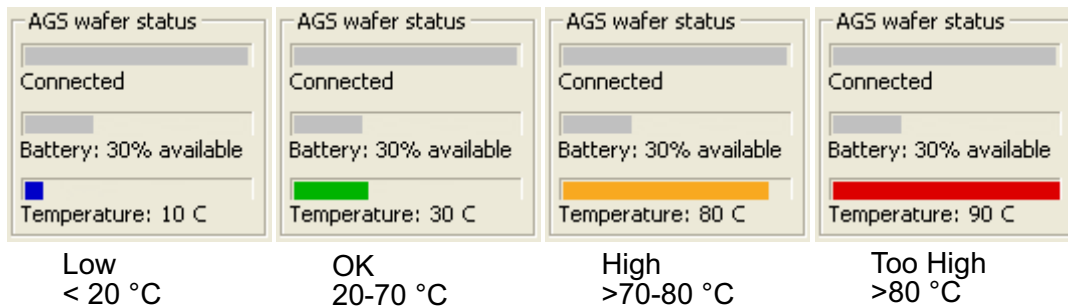 AGS wafer status
Connected
Battery: 30% available
Temperature: 10 C
Low
< 20 °C
AGS wafer status
Connected
Battery: 30% available
Temperature: 30 C
OK
20-70 °C
AGS wafer status
Connected
Battery: 30% available
Temperature: 80 C
High
>70-80 °C
AGS wafer status
Connected
Battery: 30% available
Temperature: 90 C
Too High
>80 °C